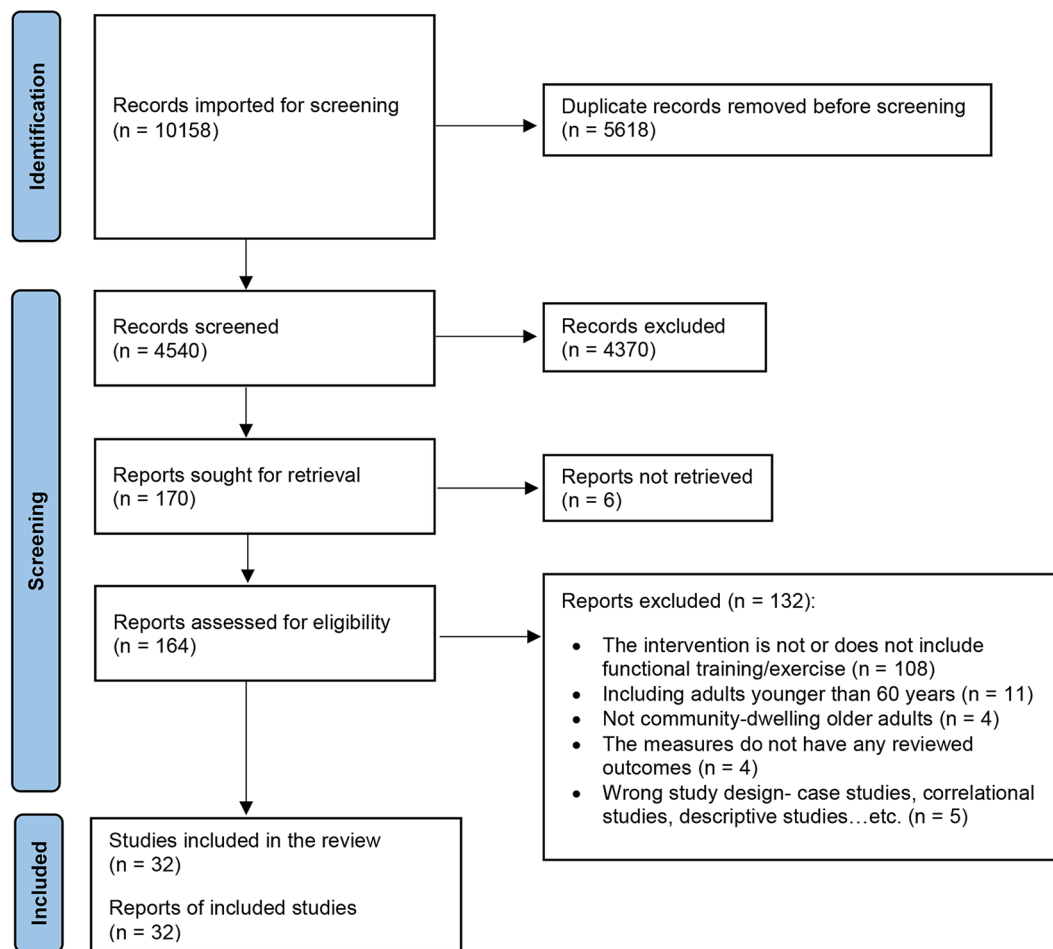 Identification
Records imported for screening
(n = 10158)
Duplicate records removed before screening
(n = 5618)
Screening
Records screened
(n = 4540)
Records excluded
(n = 4370)
Reports sought for retrieval
(n = 170)
Reports not retrieved
(n = 6)
Reports assessed for eligibility
(n = 164)
Reports excluded (n = 132):
• The intervention is not or does not include
functional training/exercise (n = 108)
• Including adults younger than 60 years (n = 11)
• Not community-dwelling older adults (n = 4)
• The measures do not have any reviewed
outcomes (n = 4)
• Wrong study design- case studies, correlational
studies, descriptive studies…etc. (n = 5)
Included
Studies included in the review
(n = 32)
Reports of included studies
(n = 32)